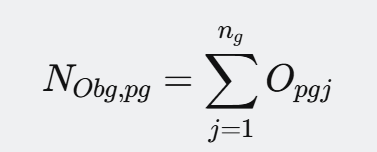 N_{Obg,pg} = \sum_{j=1}^{n_g} O_{pgj}